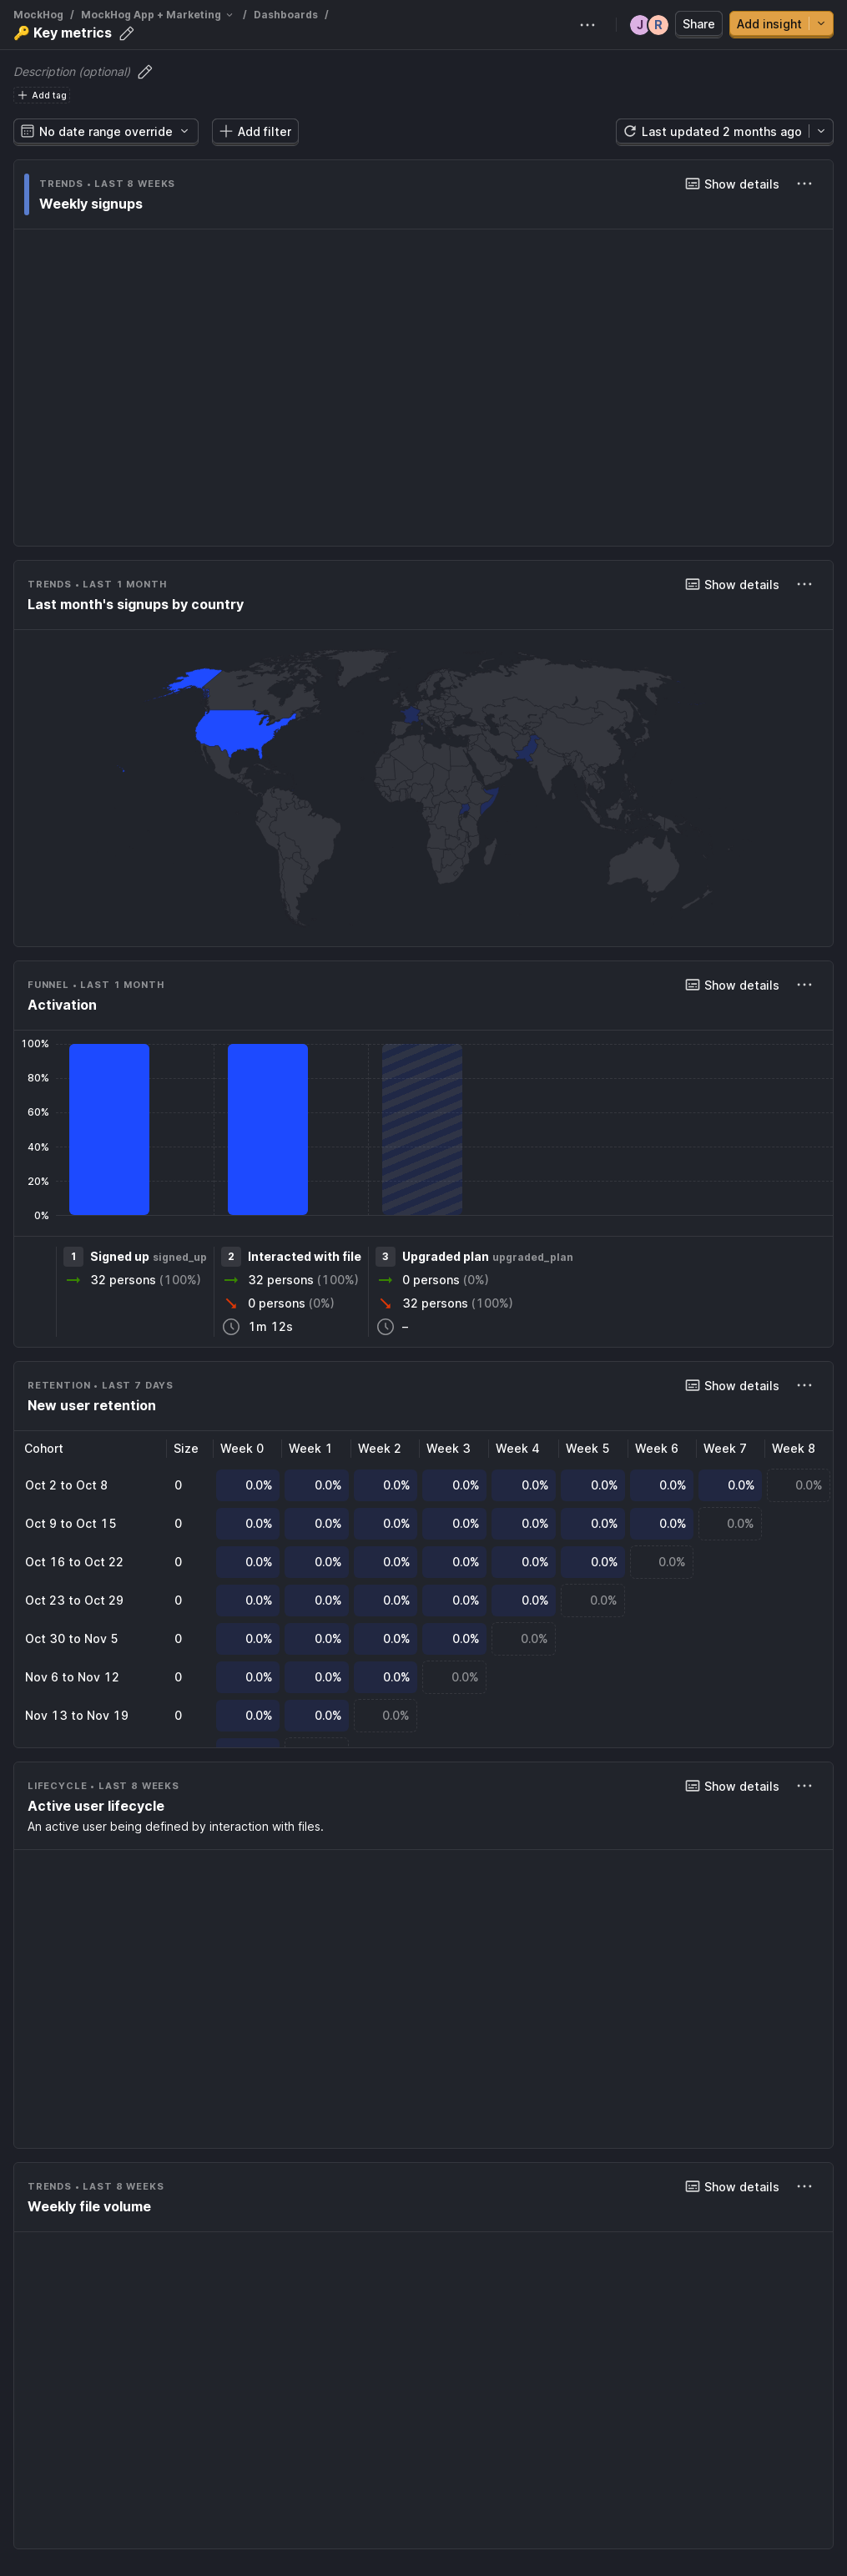 MockHog / MockHog App + Marketing / Dashboards /
🔑 Key metrics
J R Share Add insight
Description (optional)
Add tag
No date range override Add filter Last updated 2 months ago
TRENDS • LAST 8 WEEKS Show details
Weekly signups
TRENDS • LAST 1 MONTH Show details
Last month's signups by country
FUNNEL • LAST 1 MONTH Show details
Activation
100%
80%
60%
40%
20%
0%
1 Signed up signed_up 2 Interacted with file 3 Upgraded plan upgraded_plan
32 persons (100%) 32 persons (100%) 0 persons (0%)
0 persons (0%) 32 persons (100%)
1m 12s –
RETENTION • LAST 7 DAYS Show details
New user retention
Cohort Size Week 0 Week 1 Week 2 Week 3 Week 4 Week 5 Week 6 Week 7 Week 8
Oct 2 to Oct 8 0 0.0% 0.0% 0.0% 0.0% 0.0% 0.0% 0.0% 0.0% 0.0%
Oct 9 to Oct 15 0 0.0% 0.0% 0.0% 0.0% 0.0% 0.0% 0.0% 0.0%
Oct 16 to Oct 22 0 0.0% 0.0% 0.0% 0.0% 0.0% 0.0% 0.0%
Oct 23 to Oct 29 0 0.0% 0.0% 0.0% 0.0% 0.0% 0.0%
Oct 30 to Nov 5 0 0.0% 0.0% 0.0% 0.0% 0.0%
Nov 6 to Nov 12 0 0.0% 0.0% 0.0% 0.0%
Nov 13 to Nov 19 0 0.0% 0.0% 0.0%
LIFECYCLE • LAST 8 WEEKS Show details
Active user lifecycle
An active user being defined by interaction with files.
TRENDS • LAST 8 WEEKS Show details
Weekly file volume